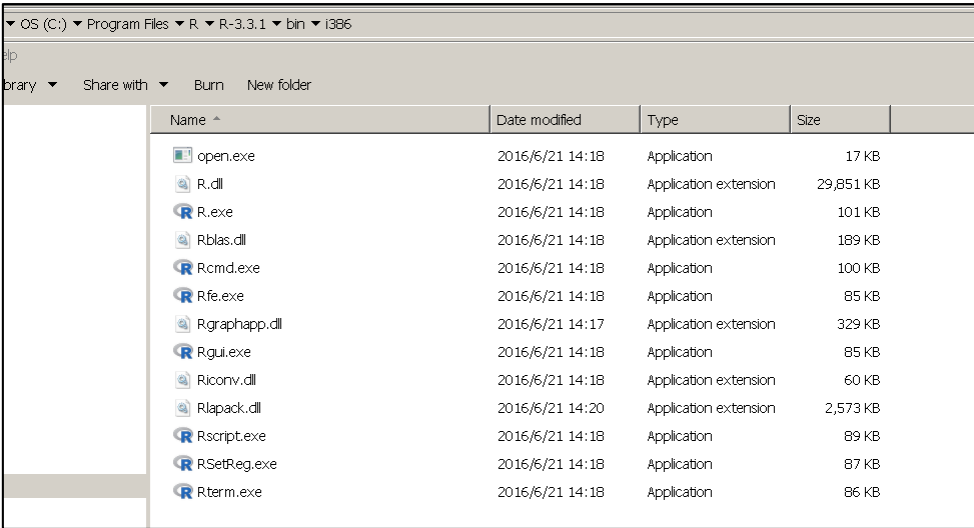 OS (C:) ▾ Program Files ▾ R ▾ R-3.3.1 ▾ bin ▾ i386
elp
brary ▾ Share with ▾ Burn New folder
Name Date modified Type Size
open.exe 2016/6/21 14:18 Application 17 KB
R.dll 2016/6/21 14:18 Application extension 29,851 KB
R.exe 2016/6/21 14:18 Application 101 KB
Rblas.dll 2016/6/21 14:18 Application extension 189 KB
Rcmd.exe 2016/6/21 14:18 Application 100 KB
Rfe.exe 2016/6/21 14:18 Application 85 KB
Rgraphapp.dll 2016/6/21 14:17 Application extension 329 KB
Rgui.exe 2016/6/21 14:18 Application 85 KB
Riconv.dll 2016/6/21 14:18 Application extension 60 KB
Rlapack.dll 2016/6/21 14:20 Application extension 2,573 KB
Rscript.exe 2016/6/21 14:18 Application 89 KB
RSetReg.exe 2016/6/21 14:18 Application 87 KB
Rterm.exe 2016/6/21 14:18 Application 86 KB